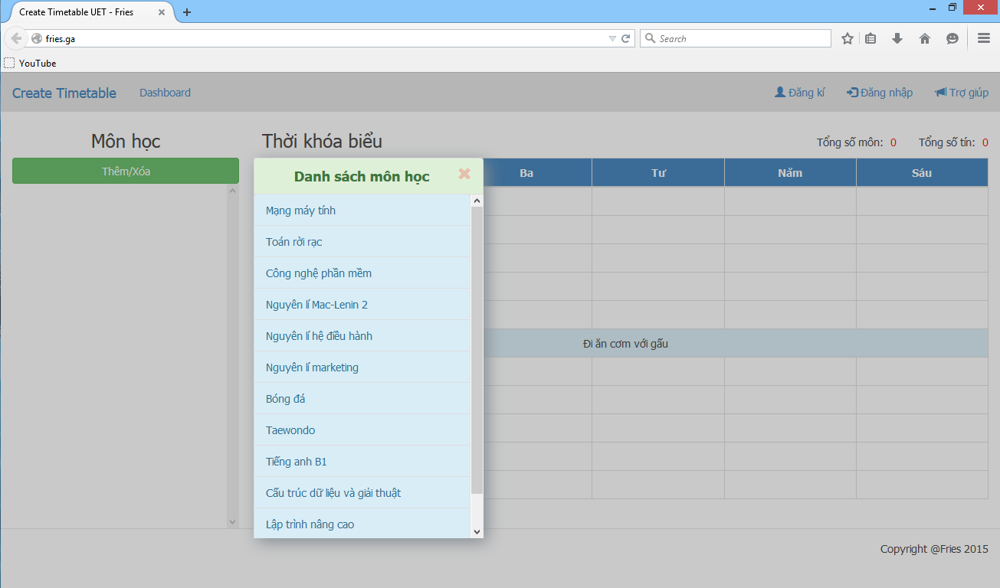 Create Timetable UET - Fries
fries.ga
Search
YouTube
Create Timetable
Dashboard
Đăng kí
Đăng nhập
Trợ giúp
Môn học
Thời khóa biểu
Tổng số môn: 0
Tổng số tín: 0
Thêm/Xóa
Danh sách môn học
Ba
Tư
Năm
Sáu
Mạng máy tính
Toán rời rạc
Công nghệ phần mềm
Nguyên lí Mac-Lenin 2
Nguyên lí hệ điều hành
Đi ăn cơm với gấu
Nguyên lí marketing
Bóng đá
Taewondo
Tiếng anh B1
Cấu trúc dữ liệu và giải thuật
Lập trình nâng cao
Copyright @Fries 2015